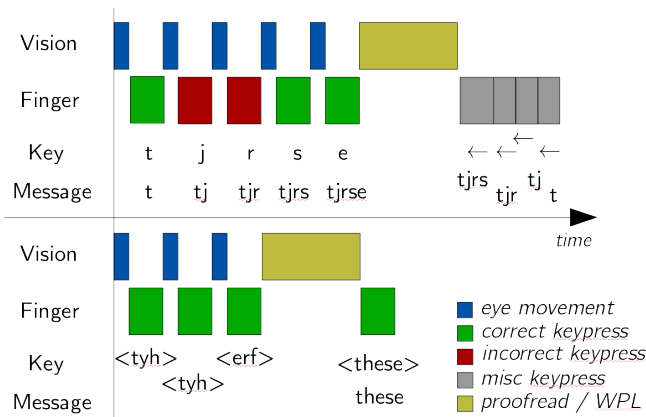 Vision
Finger
Key t j r s e ← ← ← ←
Message t tj tjr tjrs tjrse tjrs tjr tj t
time
Vision
Finger
Key <tyh> <tyh> <erf> <these>
Message these
eye movement
correct keypress
incorrect keypress
misc keypress
proofread / WPL